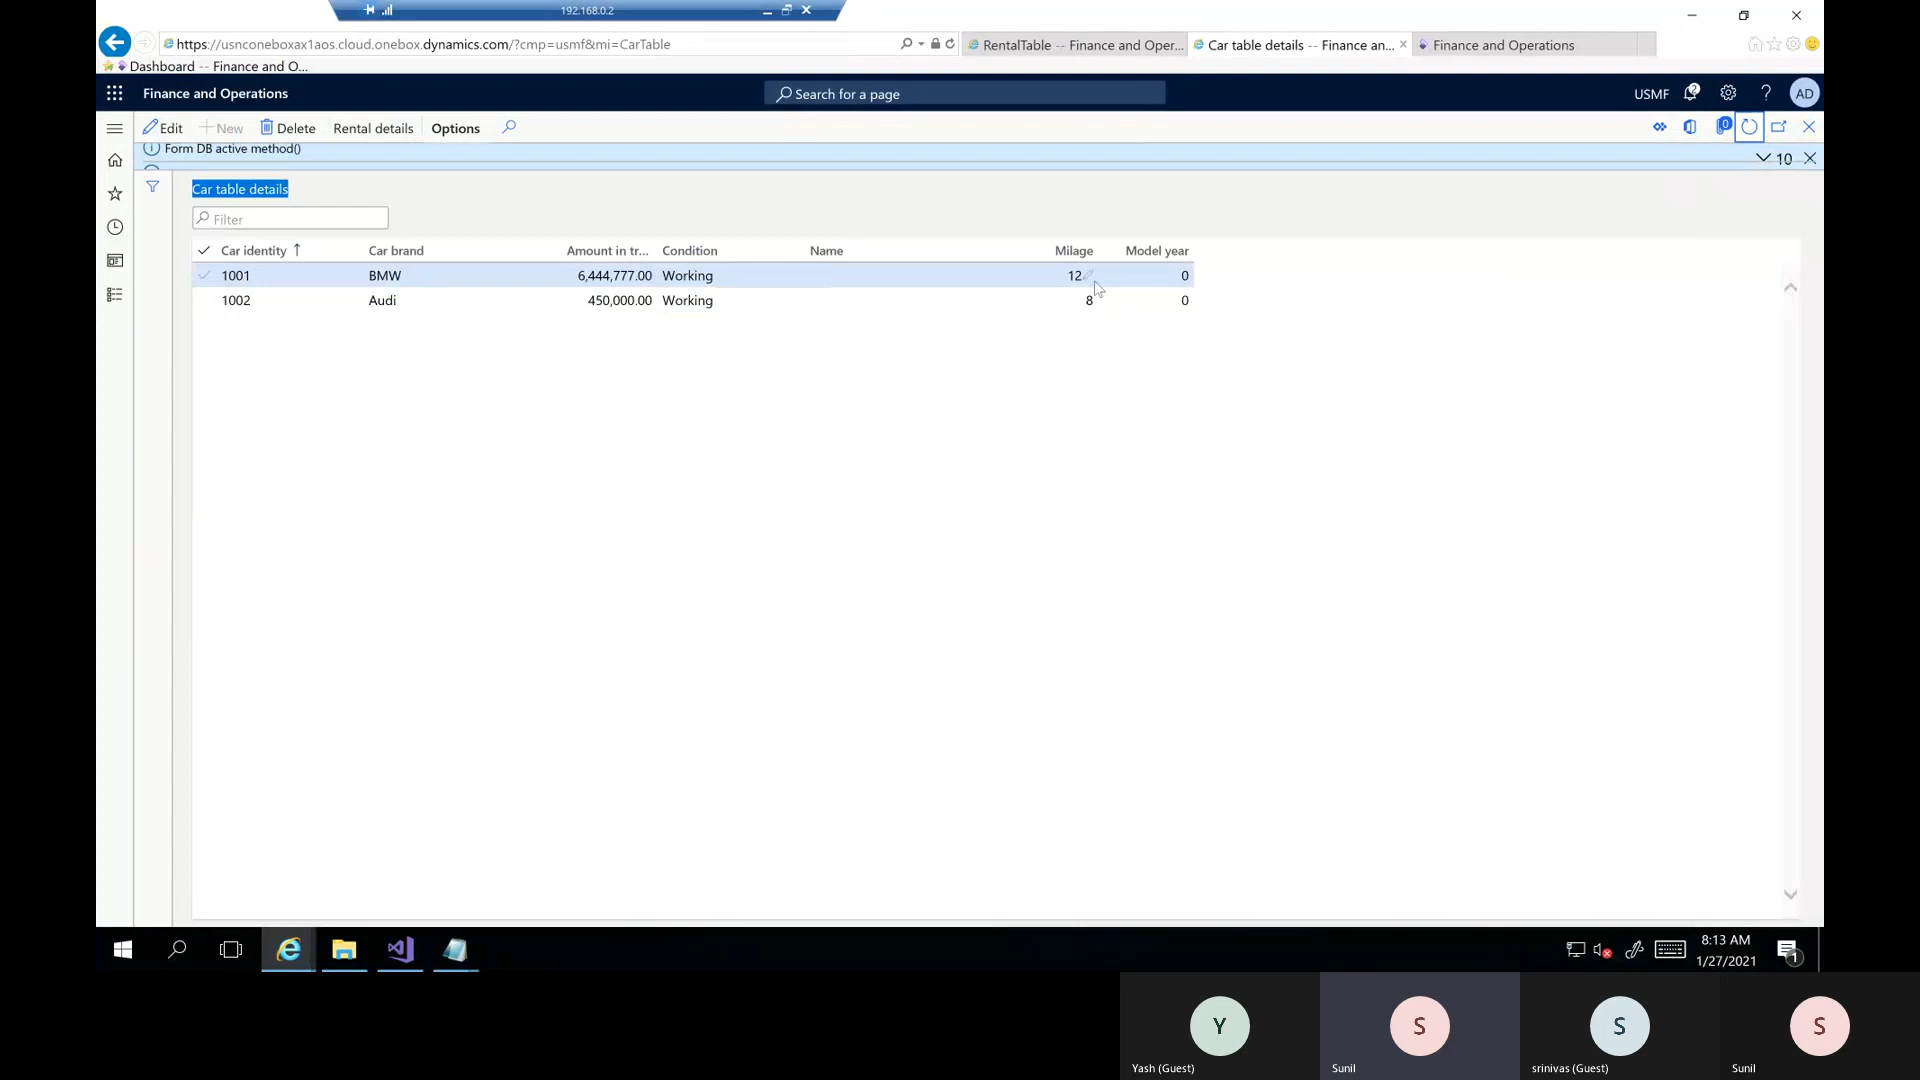 192.168.0.2
https://usnconeboxax1aos.cloud.onebox.dynamics.com/?cmp=usmf&mi=CarTable
RentalTable -- Finance and Oper...
Car table details -- Finance an...
Finance and Operations
Dashboard -- Finance and O...
Finance and Operations
Search for a page
USMF
AD
Edit
New
Delete
Rental details
Options
0
Form DB active method()
10
Car table details
Filter
Car identity Car brand Amount in tr... Condition Name Milage Model year
1001 BMW 6,444,777.00 Working 12 0
1002 Audi 450,000.00 Working 8 0
8:13 AM
1/27/2021
1
Y
S
S
S
Yash (Guest)
Sunil
srinivas (Guest)
Sunil